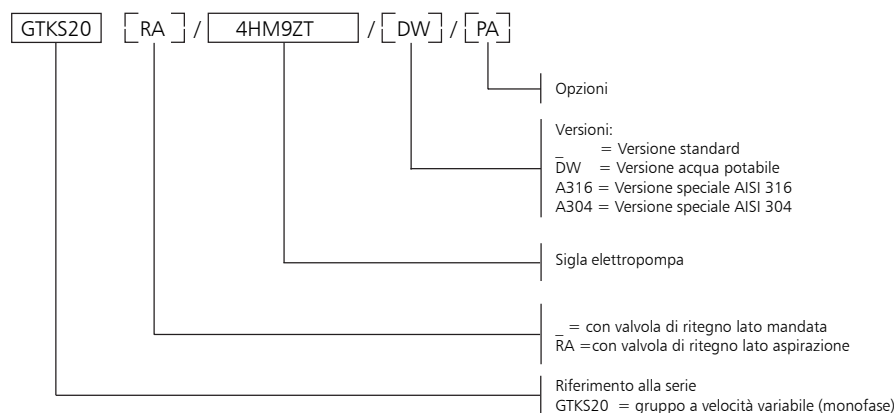 GTKS20 [RA] / 4HM9ZT / [DW] / [PA]
Opzioni
Versioni:
_ = Versione standard
DW = Versione acqua potabile
A316 = Versione speciale AISI 316
A304 = Versione speciale AISI 304
Sigla elettropompa
_ = con valvola di ritegno lato mandata
RA =con valvola di ritegno lato aspirazione
Riferimento alla serie
GTKS20 = gruppo a velocità variabile (monofase)